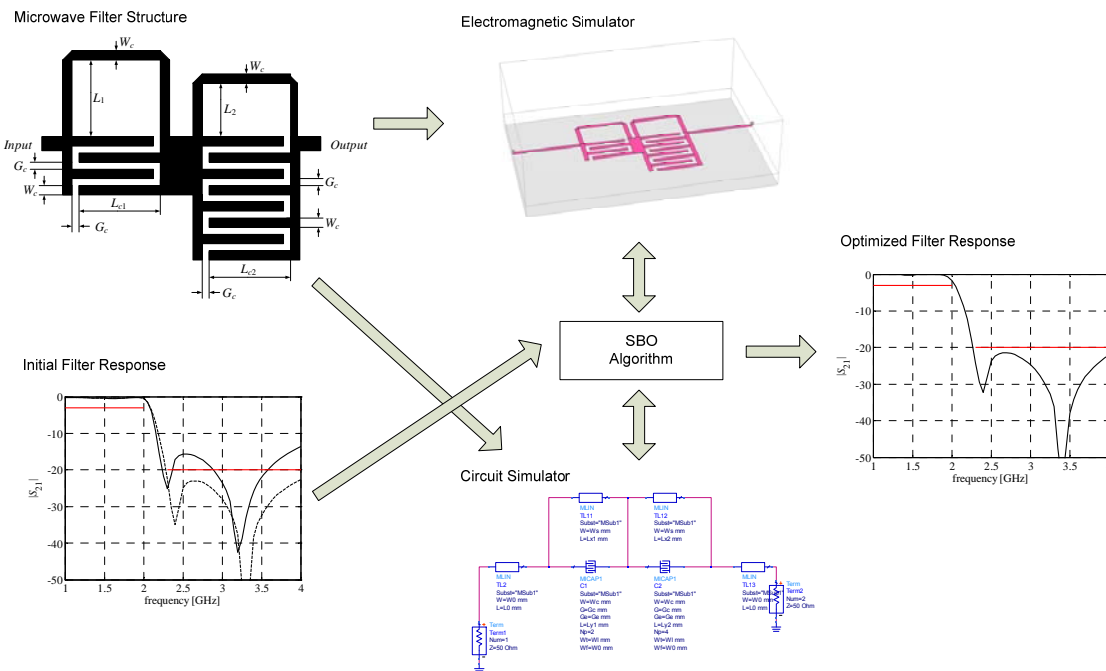 Microwave Filter Structure
Electromagnetic Simulator
Wc
Wc
L1
L2
Input
Output
Gc
Gc
Wc
Wc
Lc1
Gc
Lc2
Gc
Optimized Filter Response
0
-10
-20
-30
-40
-50
|S21|
1
1.5
2
2.5
3
3.5
frequency [GHz]
SBO
Algorithm
Initial Filter Response
0
-10
-20
-30
-40
-50
|S21|
1
1.5
2
2.5
3
3.5
4
frequency [GHz]
Circuit Simulator
MLIN
TL11
Subst="MSub1"
W=Ws mm
L=Lx1 mm
MLIN
TL12
Subst="MSub1"
W=Ws mm
L=Lx2 mm
MLIN
TL2
Subst="MSub1"
W=W0 mm
L=L0 mm
MICAP1
C1
Subst="MSub1"
W=Wc mm
G=Gc mm
Ge=Ge mm
L=Ly1 mm
Np=2
Wt=Wl mm
Wf=W0 mm
MICAP1
C2
Subst="MSub1"
W=Wc mm
G=Gc mm
Ge=Ge mm
L=Ly2 mm
Np=4
Wt=Wl mm
Wf=W0 mm
MLIN
TL13
Subst="MSub1"
W=W0 mm
L=L0 mm
Term
Term2
Num=2
Z=50 Ohm
Term
Term1
Num=1
Z=50 Ohm